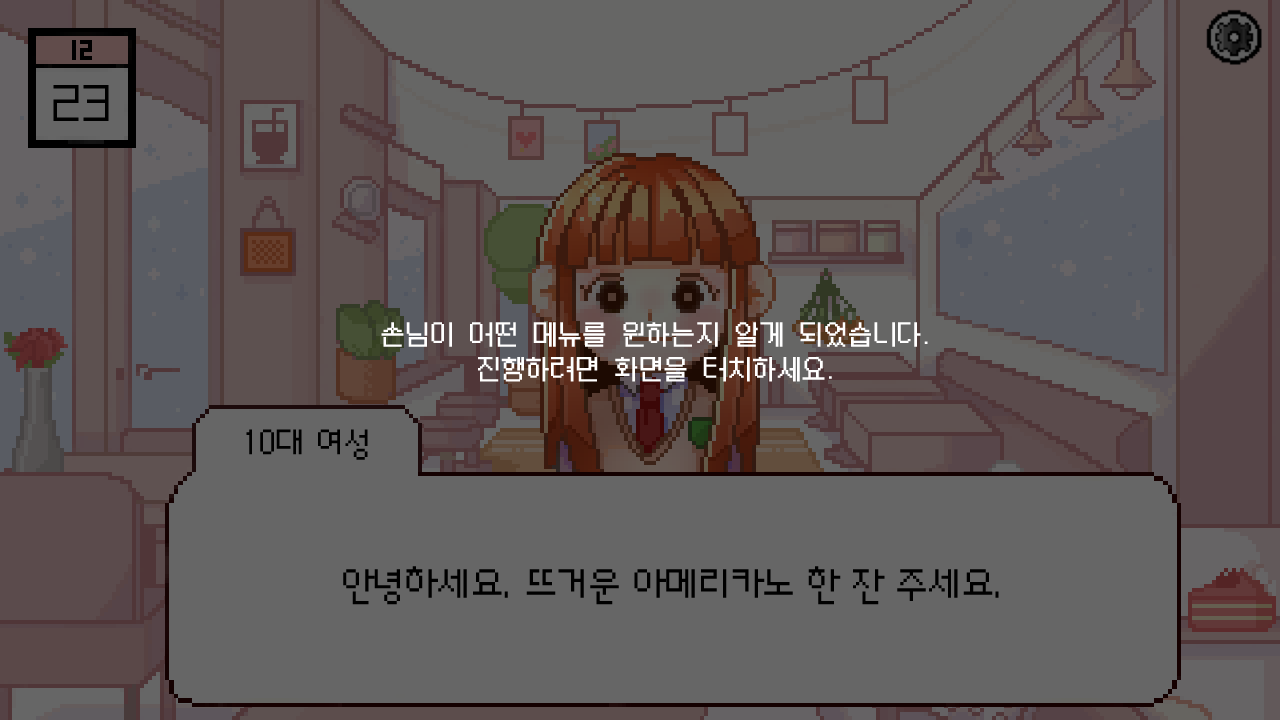 12
23
손님이 어떤 메뉴를 원하는지 알게 되었습니다.
진행하려면 화면을 터치하세요.
10대 여성
안녕하세요. 뜨거운 아메리카노 한 잔 주세요.